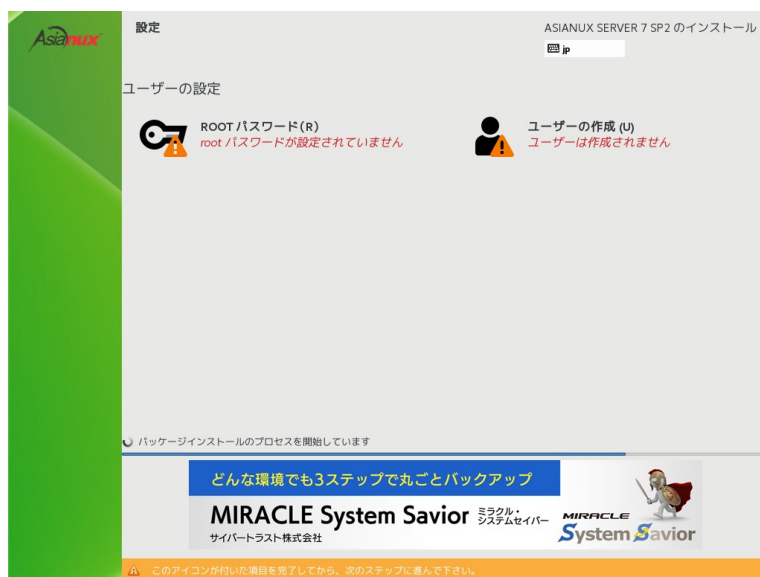 Asianux
設定
ASIANUX SERVER 7 SP2 のインストール
jp
ユーザーの設定
ROOT パスワード(R)
root パスワードが設定されていません
ユーザーの作成 (U)
ユーザーは作成されません
パッケージインストールのプロセスを開始しています
どんな環境でも3ステップで丸ごとバックアップ
MIRACLE System Savior ミラクル・システムセイバー
サイバートラスト株式会社
MIRACLE
System Savior
このアイコンが付いた項目を完了してから、次のステップに進んで下さい。